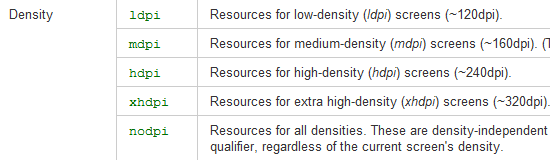 Density
ldpi Resources for low-density (ldpi) screens (~120dpi).
mdpi Resources for medium-density (mdpi) screens (~160dpi). (
hdpi Resources for high-density (hdpi) screens (~240dpi).
xhdpi Resources for extra high-density (xhdpi) screens (~320dpi).
nodpi Resources for all densities. These are density-independent
qualifier, regardless of the current screen's density.